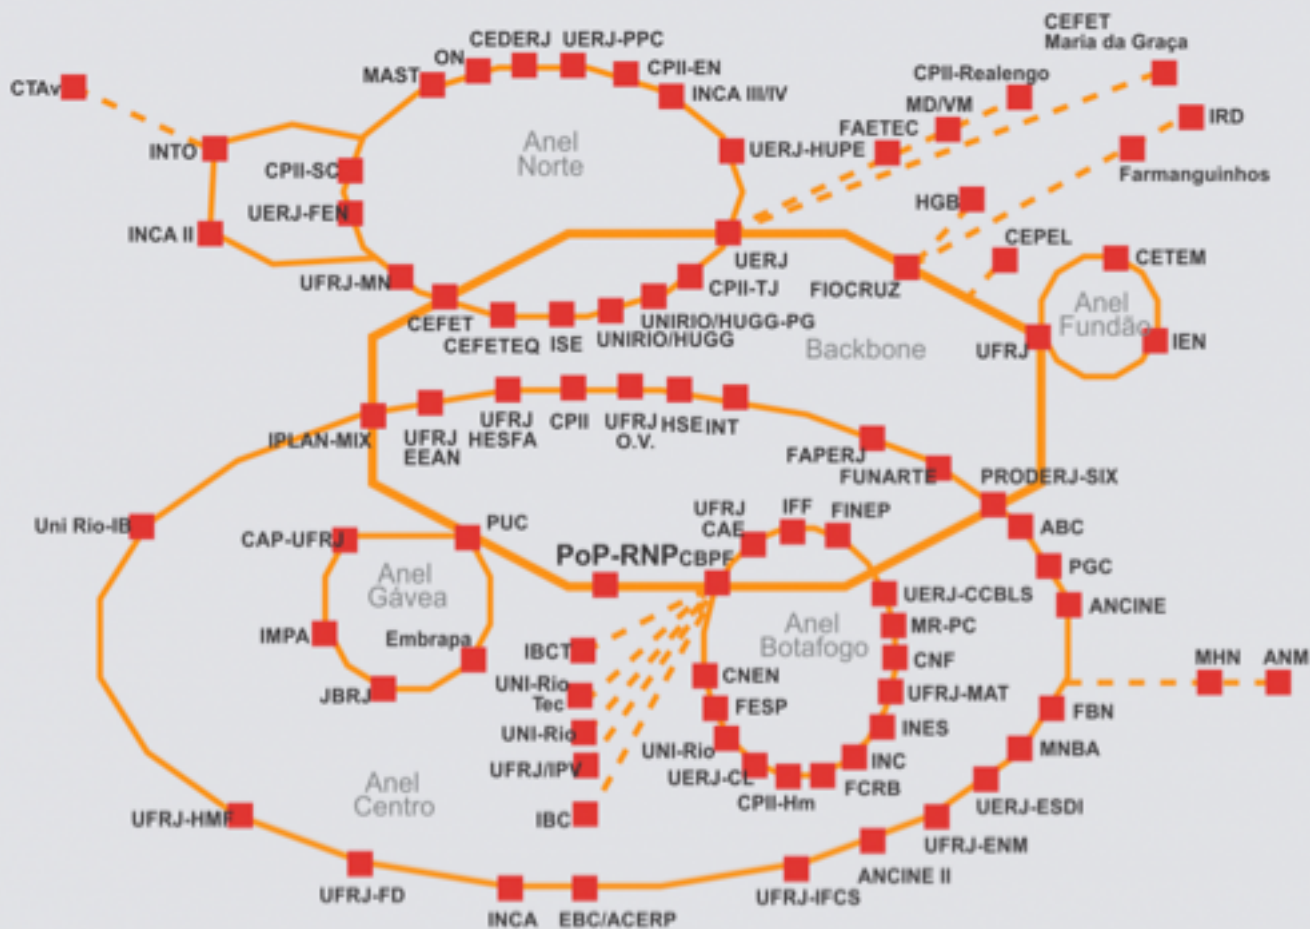 CEFET
Maria da Graça
CEDERJ
UERJ-PPC
ON
CPII-EN
MAST
CPII-Realengo
CTAv
INCA III/IV
MD/VM
IRD
FAETEC
Anel
Norte
INTO
UERJ-HUPE
CPII-SC
Farmanguinhos
HGB
UERJ-FEN
INCA II
CEPEL
UERJ
CETEM
UFRJ-MN
CPII-TJ
FIOCRUZ
Anel
Fundão
CEFET
UNIRIO/HUGG-PG
CEFETEQ
ISE
UNIRIO/HUGG
Backbone
UFRJ
IEN
IPLAN-MIX
UFRJ
EEAN
UFRJ
HESFA
CPII
UFRJ
O.V.
HSE
INT
FAPERJ
FUNARTE
PRODERJ-SIX
Uni Rio-IB
PUC
UFRJ
CAE
IFF
FINEP
ABC
CAP-UFRJ
PoP-RNP
CBPF
PGC
Anel
Gávea
UERJ-CCBLS
ANCINE
IMPA
Embrapa
Anel
Botafogo
MR-PC
IBCT
CNF
MHN
ANM
JBRJ
UNI-Rio
Tec
CNEN
UFRJ-MAT
FESP
FBN
UNI-Rio
INES
UNI-Rio
MNBA
UFRJ/IPV
UERJ-CL
INC
Anel
Centro
CPII-Hm
FCRB
UERJ-ESDI
UFRJ-HMF
IBC
UFRJ-ENM
ANCINE II
UFRJ-FD
UFRJ-IFCS
INCA
EBC/ACERP